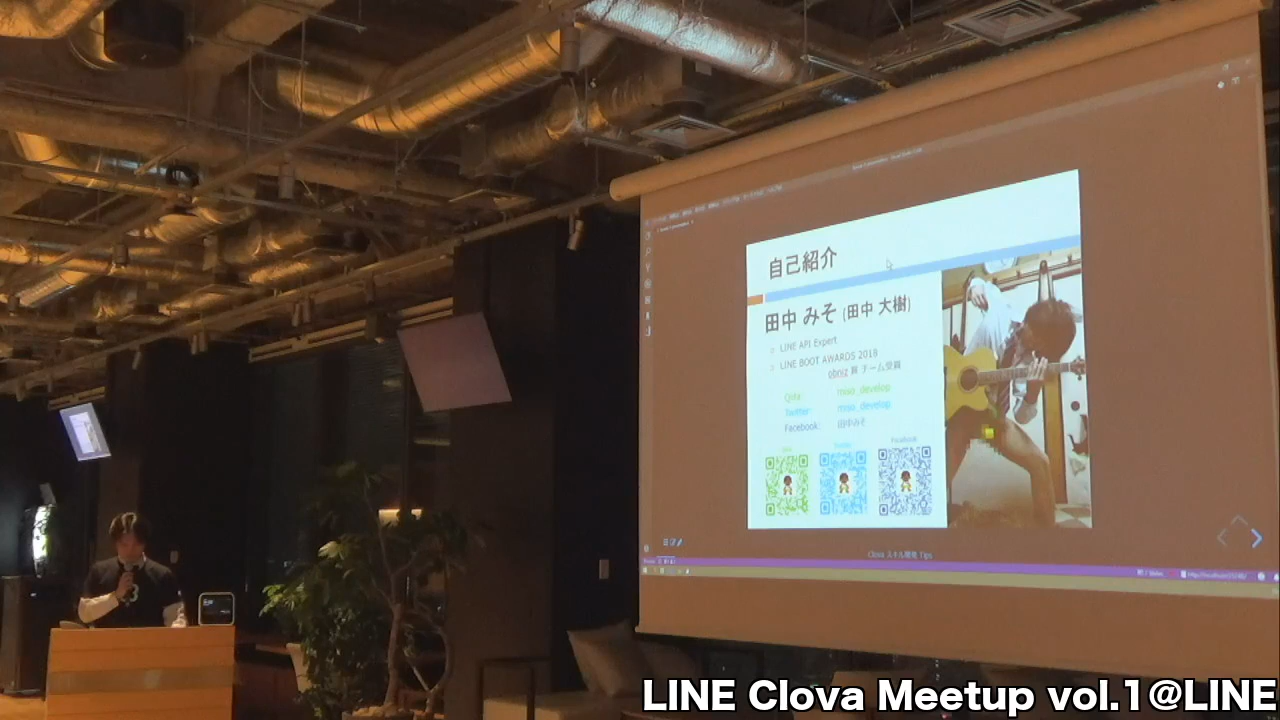 自己紹介
田中 みそ (田中 大樹)
LINE API Expert
LINE BOOT AWARDS 2018
obniz 賞 チーム受賞
Qiita: miso_develop
Twitter: miso_develop
Facebook: 田中みそ
Twitter
Facebook
Clova スキル開発 Tips
LINE Clova Meetup vol.1@LINE